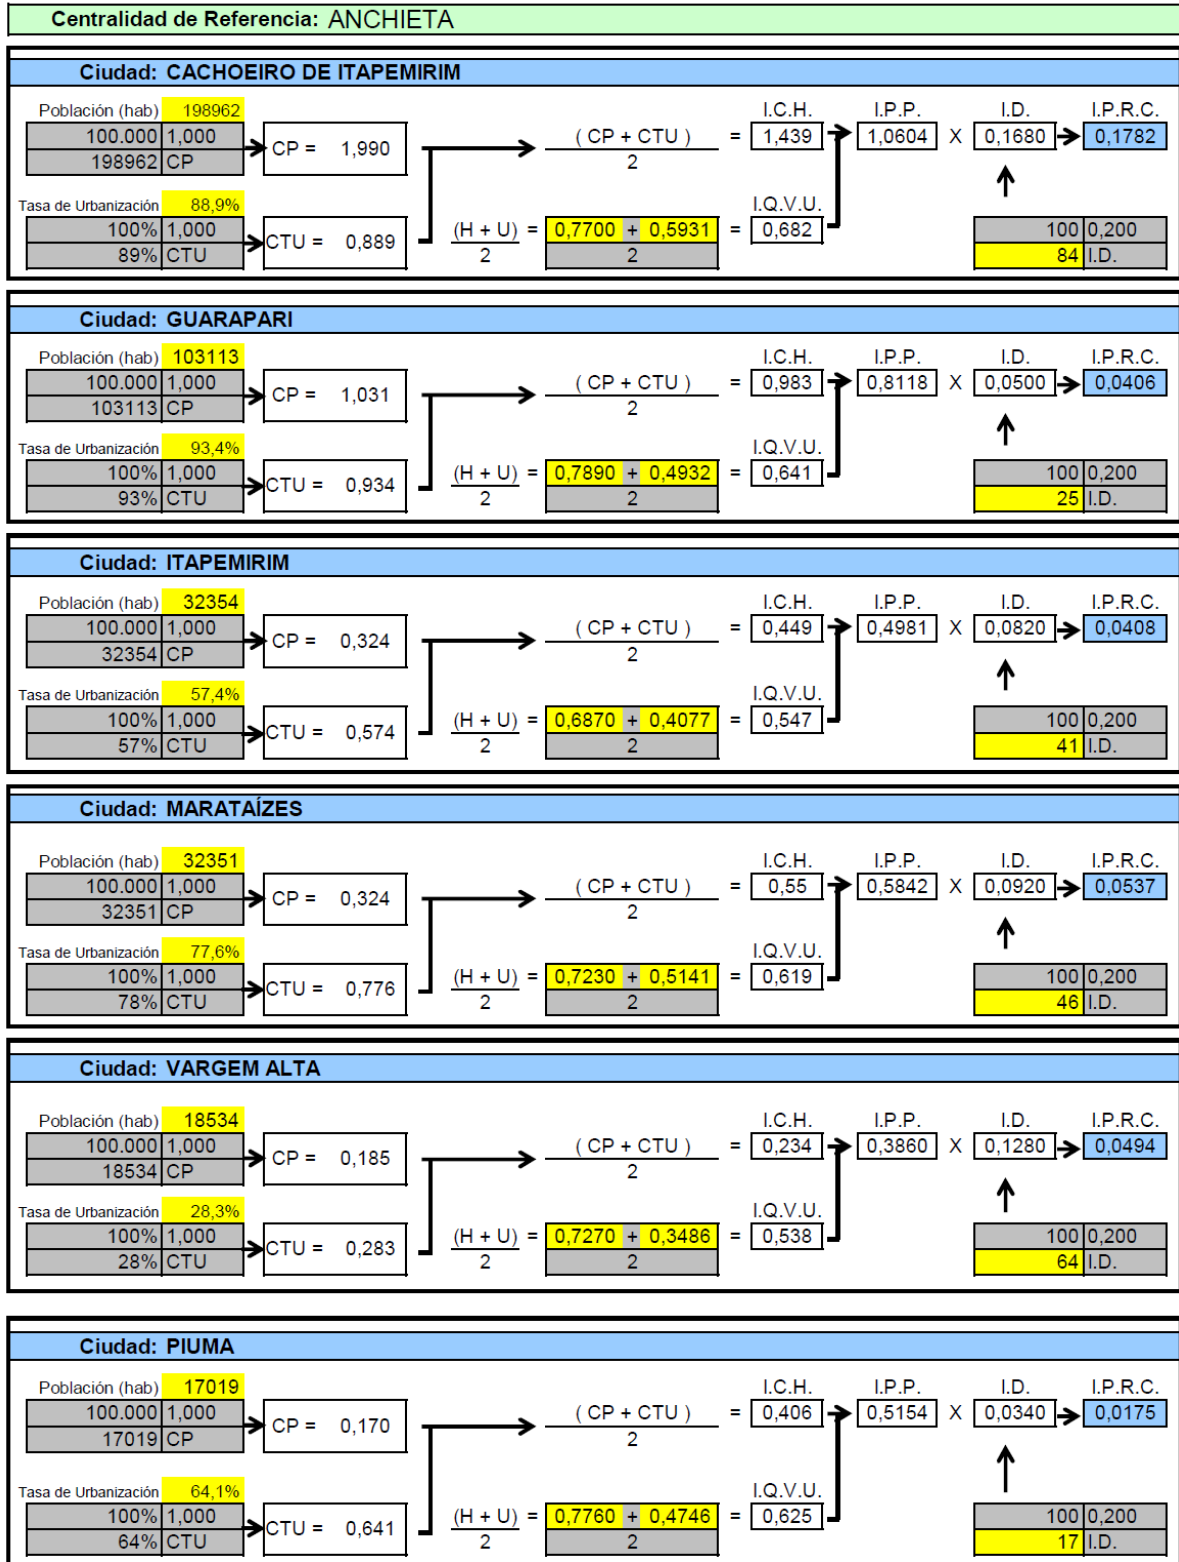 Centralidad de Referencia: ANCHIETA
Ciudad: CACHOEIRO DE ITAPEMIRIM
Población (hab) 198962 I.C.H. I.P.P. I.D. I.P.R.C.
100.000 1,000 CP = 1,990 ( CP + CTU ) = 1,439 1,0604 X 0,1680 0,1782
198962 CP 2
Tasa de Urbanización 88,9% I.Q.V.U.
100% 1,000 CTU = 0,889 (H + U) = 0,7700 + 0,5931 = 0,682 100 0,200
89% CTU 2 2 84 I.D.
Ciudad: GUARAPARI
Población (hab) 103113 I.C.H. I.P.P. I.D. I.P.R.C.
100.000 1,000 CP = 1,031 ( CP + CTU ) = 0,983 0,8118 X 0,0500 0,0406
103113 CP 2
Tasa de Urbanización 93,4% I.Q.V.U.
100% 1,000 CTU = 0,934 (H + U) = 0,7890 + 0,4932 = 0,641 100 0,200
93% CTU 2 2 25 I.D.
Ciudad: ITAPEMIRIM
Población (hab) 32354 I.C.H. I.P.P. I.D. I.P.R.C.
100.000 1,000 CP = 0,324 ( CP + CTU ) = 0,449 0,4981 X 0,0820 0,0408
32354 CP 2
Tasa de Urbanización 57,4% I.Q.V.U.
100% 1,000 CTU = 0,574 (H + U) = 0,6870 + 0,4077 = 0,547 100 0,200
57% CTU 2 2 41 I.D.
Ciudad: MARATAÍZES
Población (hab) 32351 I.C.H. I.P.P. I.D. I.P.R.C.
100.000 1,000 CP = 0,324 ( CP + CTU ) = 0,55 0,5842 X 0,0920 0,0537
32351 CP 2
Tasa de Urbanización 77,6% I.Q.V.U.
100% 1,000 CTU = 0,776 (H + U) = 0,7230 + 0,5141 = 0,619 100 0,200
78% CTU 2 2 46 I.D.
Ciudad: VARGEM ALTA
Población (hab) 18534 I.C.H. I.P.P. I.D. I.P.R.C.
100.000 1,000 CP = 0,185 ( CP + CTU ) = 0,234 0,3860 X 0,1280 0,0494
18534 CP 2
Tasa de Urbanización 28,3% I.Q.V.U.
100% 1,000 CTU = 0,283 (H + U) = 0,7270 + 0,3486 = 0,538 100 0,200
28% CTU 2 2 64 I.D.
Ciudad: PIUMA
Población (hab) 17019 I.C.H. I.P.P. I.D. I.P.R.C.
100.000 1,000 CP = 0,170 ( CP + CTU ) = 0,406 0,5154 X 0,0340 0,0175
17019 CP 2
Tasa de Urbanización 64,1% I.Q.V.U.
100% 1,000 CTU = 0,641 (H + U) = 0,7760 + 0,4746 = 0,625 100 0,200
64% CTU 2 2 17 I.D.